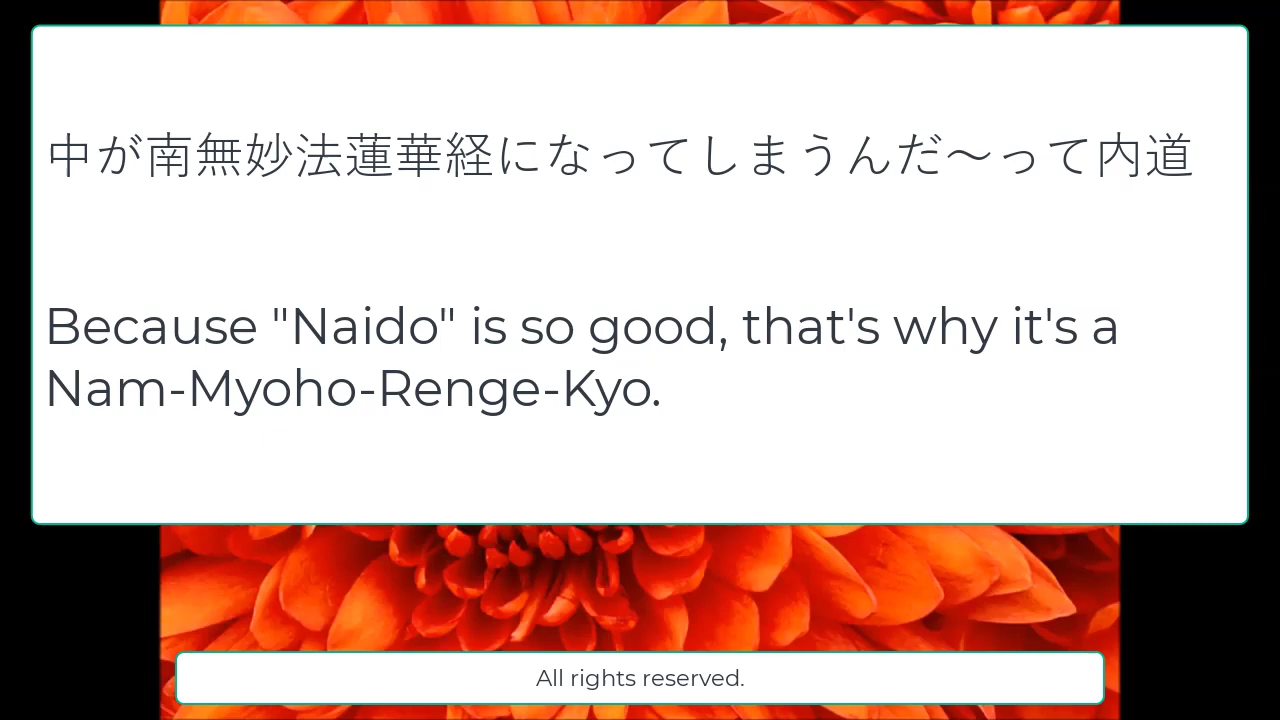 中が南無妙法蓮華経になってしまうんだ～って内道
Because "Naido" is so good, that's why it's a
Nam-Myoho-Renge-Kyo.
All rights reserved.